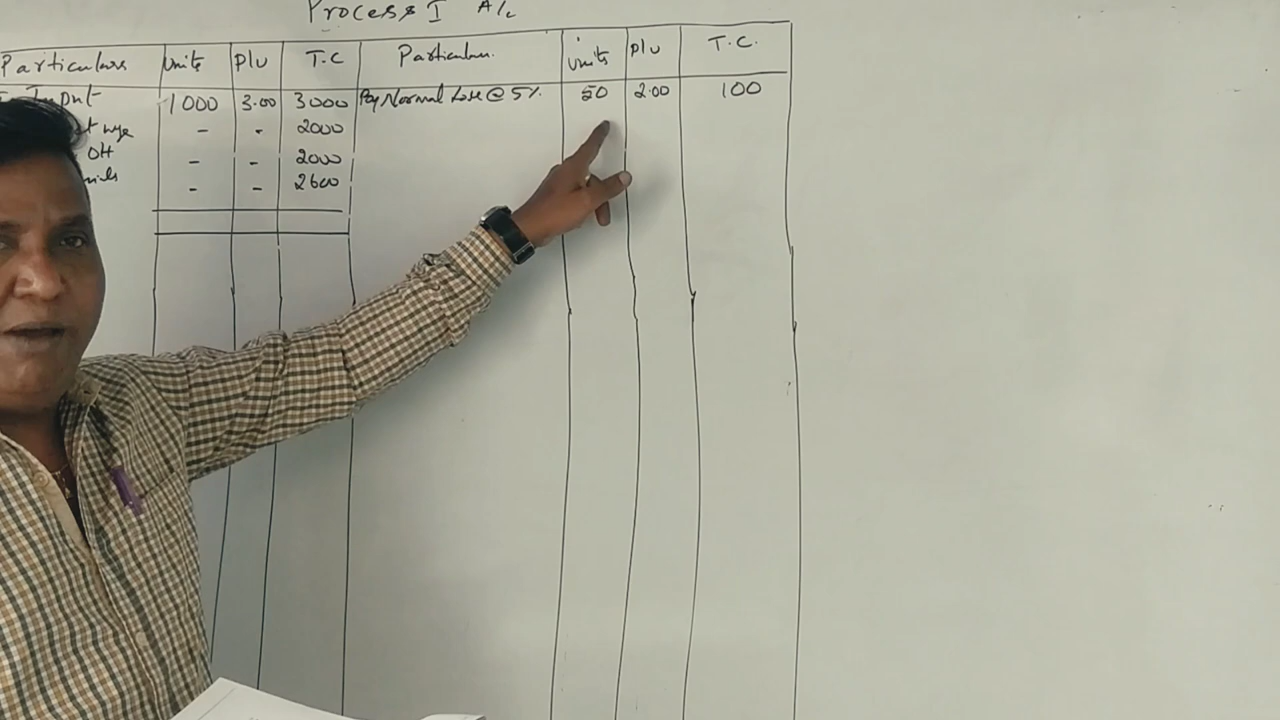 Process I A/c
Particulars Units P/u T.C Particulars Units P/u T.C.
Input 1000 3.00 3000 By Normal Loss @ 5% 50 2.00 100
- - 2000
OH - - 2000
- - 2600